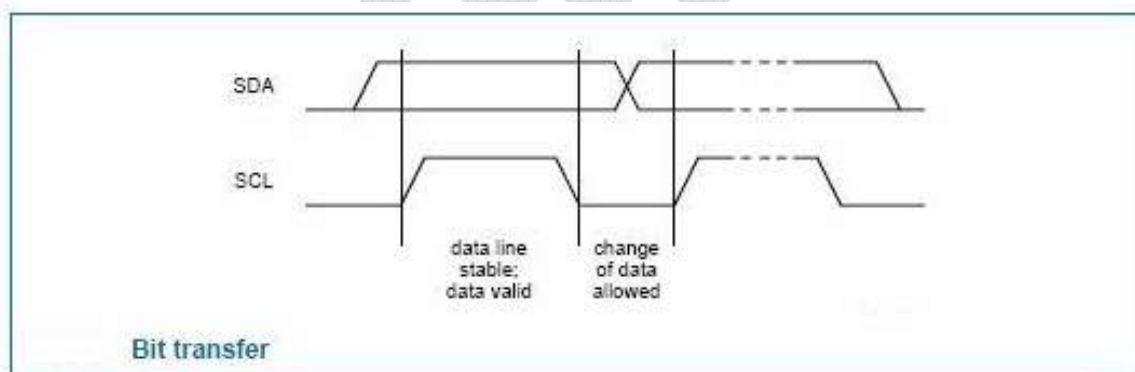 SDA
SCL
data line
stable;
data valid
change
of data
allowed
Bit transfer